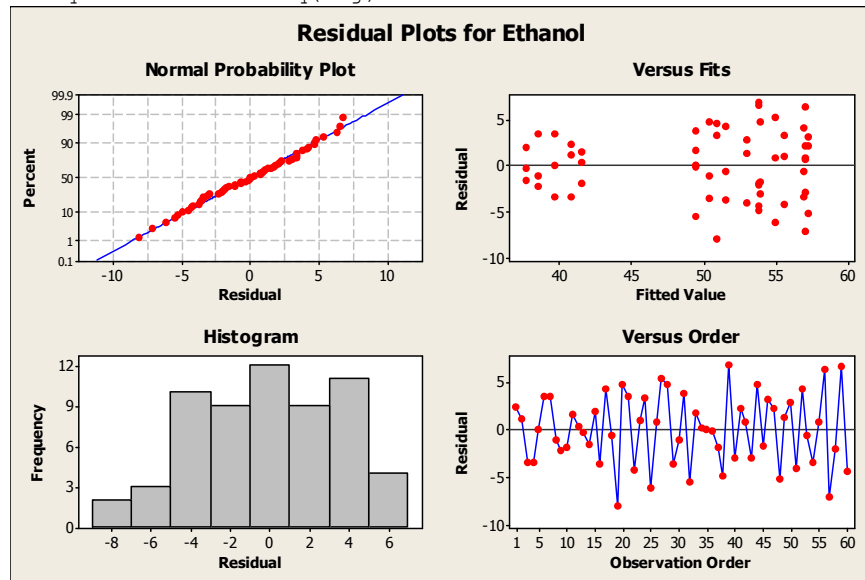 Residual Plots for Ethanol
Normal Probability Plot
99.9
99
90
50
10
1
0.1
Percent
-10 -5 0 5 10
Residual
Versus Fits
5
0
-5
-10
Residual
40 45 50 55 60
Fitted Value
Histogram
12
9
6
3
0
Frequency
-8 -6 -4 -2 0 2 4 6
Residual
Versus Order
5
0
-5
-10
Residual
1 5 10 15 20 25 30 35 40 45 50 55 60
Observation Order